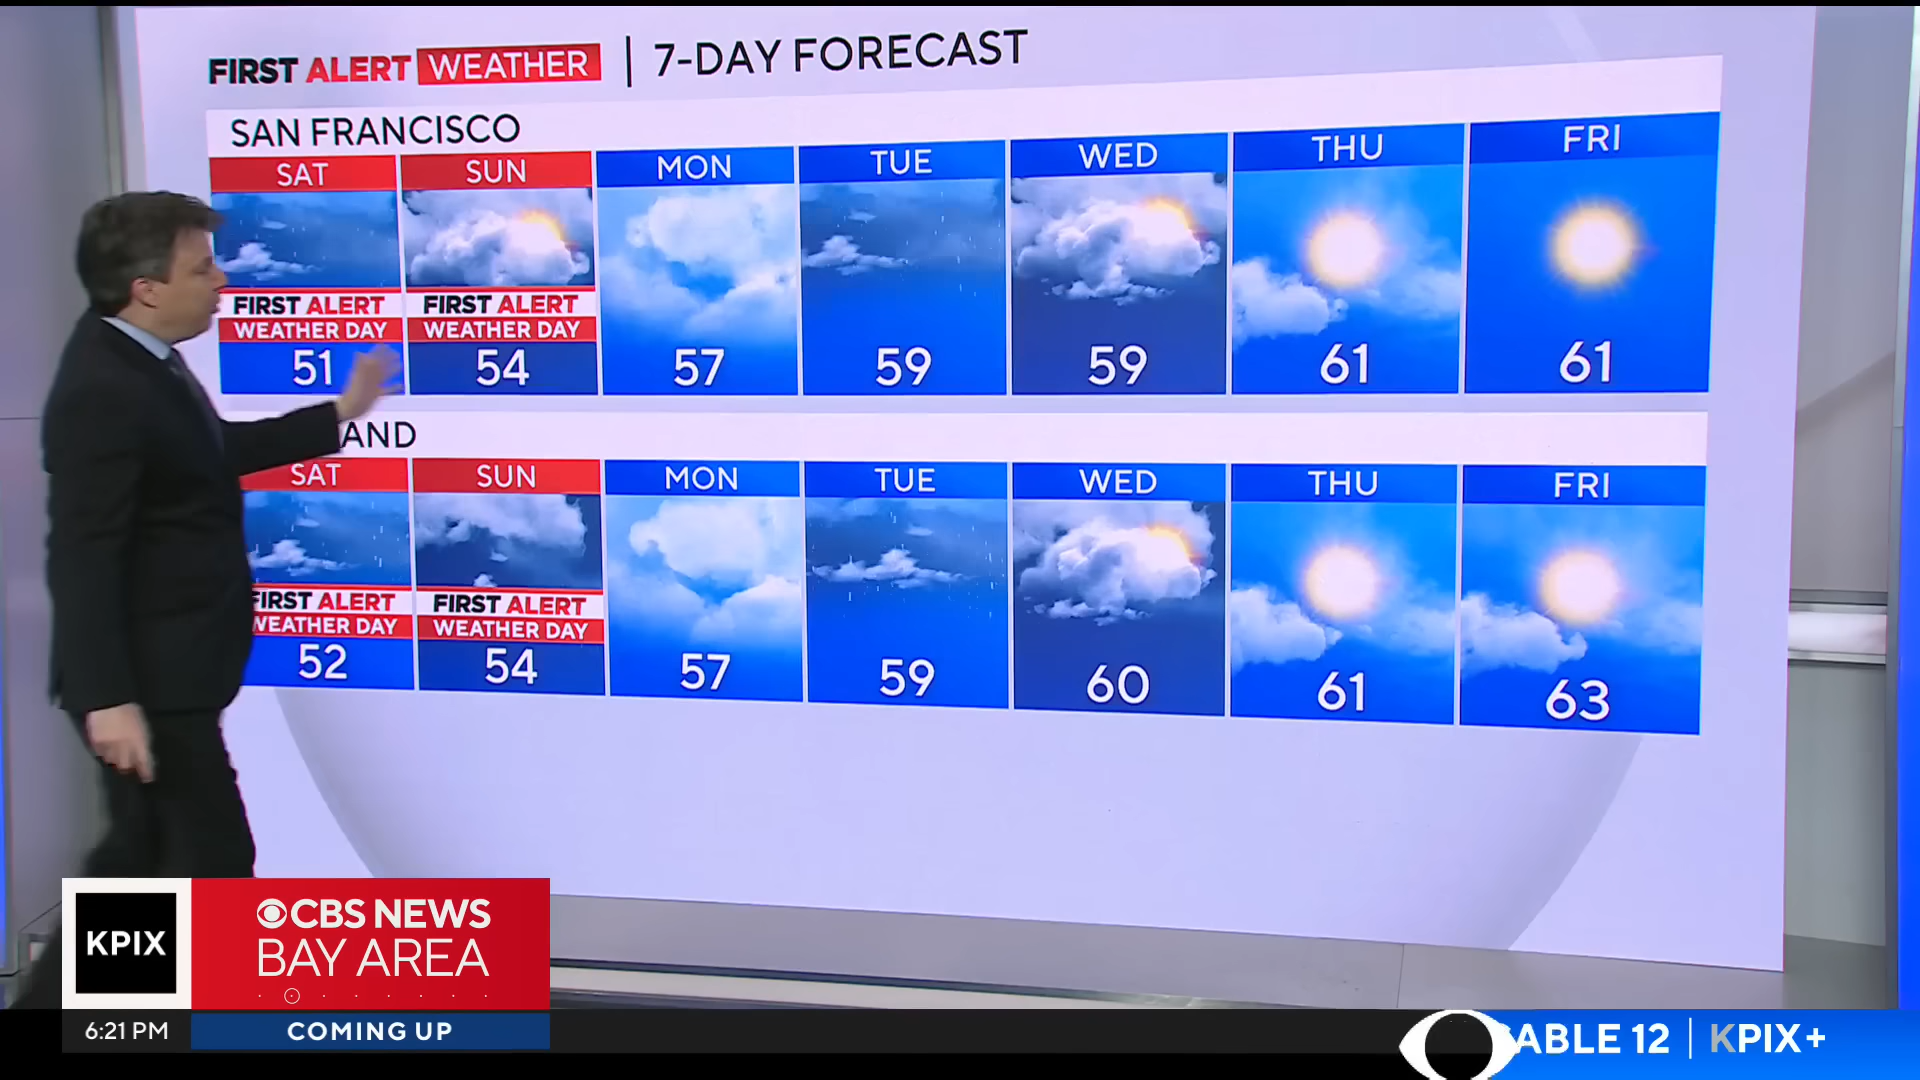 FIRST ALERT WEATHER | 7-DAY FORECAST
SAN FRANCISCO
SAT SUN MON TUE WED THU FRI
FIRST ALERT FIRST ALERT
WEATHER DAY WEATHER DAY
51 54 57 59 59 61 61
AND
SAT SUN MON TUE WED THU FRI
FIRST ALERT FIRST ALERT
WEATHER DAY WEATHER DAY
52 54 57 59 60 61 63
KPIX
CBS NEWS
BAY AREA
6:21 PM
COMING UP
ABLE 12 | KPIX+